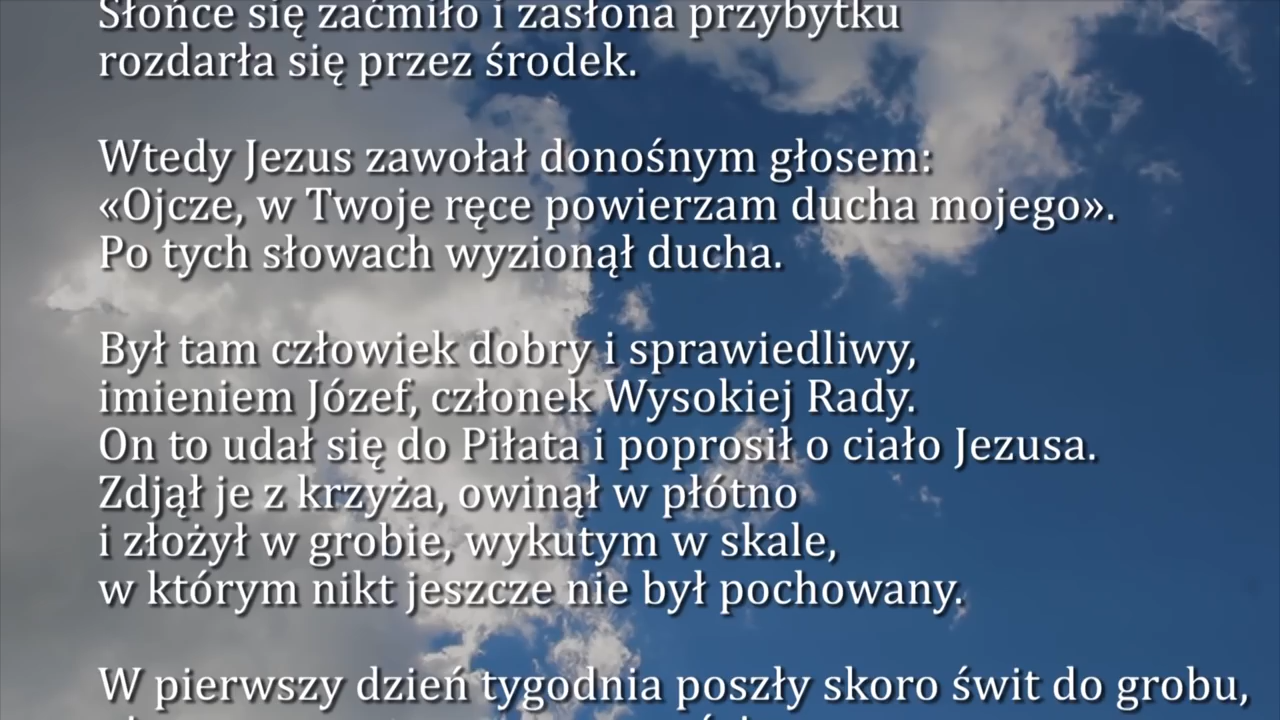 Słońce się zaćmiło i zasłona przybytku
rozdarła się przez środek.
Wtedy Jezus zawołał donośnym głosem:
«Ojcze, w Twoje ręce powierzam ducha mojego».
Po tych słowach wyzionął ducha.
Był tam człowiek dobry i sprawiedliwy,
imieniem Józef, członek Wysokiej Rady.
On to udał się do Piłata i poprosił o ciało Jezusa.
Zdjął je z krzyża, owinął w płótno
i złożył w grobie, wykutym w skale,
w którym nikt jeszcze nie był pochowany.
W pierwszy dzień tygodnia poszły skoro świt do grobu,